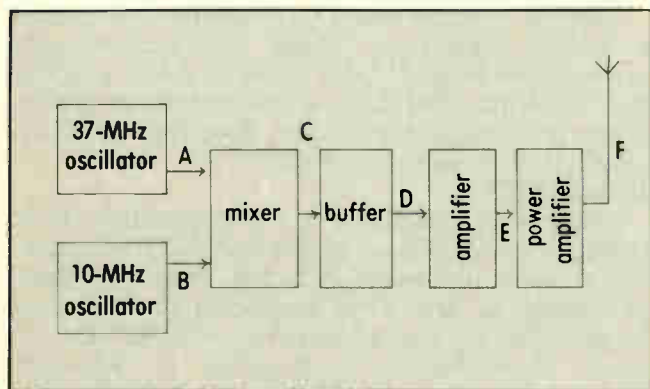 37-MHz
oscillator
A
C
F
mixer
buffer
D
amplifier
E
power
amplifier
10-MHz
oscillator
B